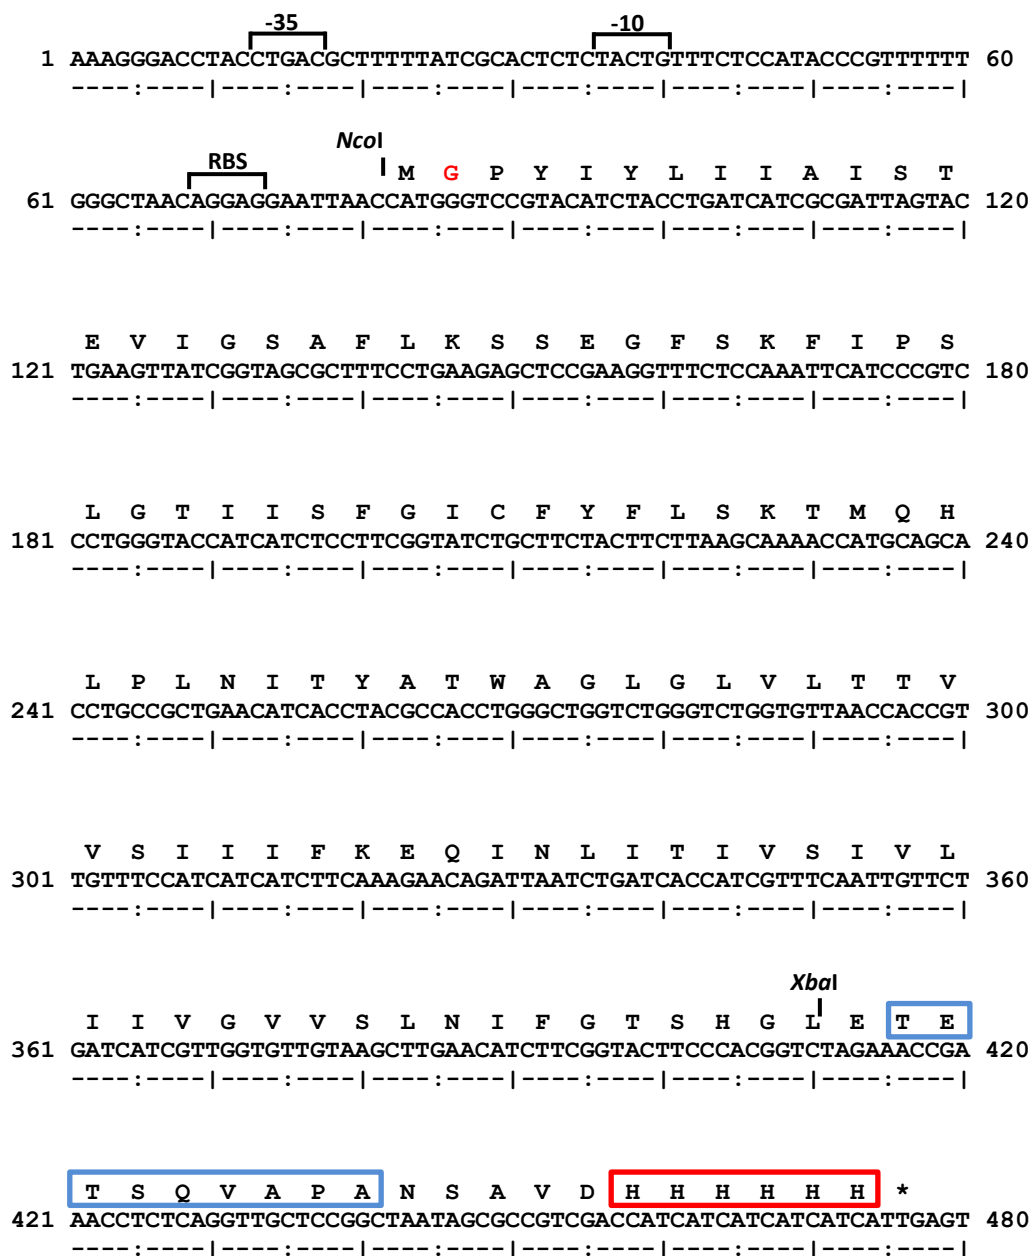 -35 -10
1 AAAGGGACCTACCTGACGCTTTTTATCGCACTCTCTACTGTTTCTCCATACCCGTTTTTT 60
----:----|----:----|----:----|----:----|----:----|----:----|
NcoI
RBS M G P Y I Y L I I A I S T
61 GGGCTAACAGGAGGAATTAACCATGGGTCCGTACATCTACCTGATCATCGCGATTAGTAC 120
----:----|----:----|----:----|----:----|----:----|----:----|
E V I G S A F L K S S E G F S K F I P S
121 TGAAGTTATCGGTAGCGCTTTCCTGAAGAGCTCCGAAGGTTTCTCCAAATTCATCCCGTC 180
----:----|----:----|----:----|----:----|----:----|----:----|
L G T I I S F G I C F Y F L S K T M Q H
181 CCTGGGTACCATCATCTCCTTCGGTATCTGCTTCTACTTCTTAAGCAAAACCATGCAGCA 240
----:----|----:----|----:----|----:----|----:----|----:----|
L P L N I T Y A T W A G L G L V L T T V
241 CCTGCCGCTGAACATCACCTACGCCACCTGGGCTGGTCTGGGTCTGGTGTTAACCACCGT 300
----:----|----:----|----:----|----:----|----:----|----:----|
V S I I I F K E Q I N L I T I V S I V L
301 TGTTTCCATCATCATCTTCAAAGAACAGATTAATCTGATCACCATCGTTTCAATTGTTCT 360
----:----|----:----|----:----|----:----|----:----|----:----|
XbaI
I I V G V V S L N I F G T S H G L E T E
361 GATCATCGTTGGTGTTGTAAGCTTGAACATCTTCGGTACTTCCCACGGTCTAGAAACCGA 420
----:----|----:----|----:----|----:----|----:----|----:----|
T S Q V A P A N S A V D H H H H H H *
421 AACCTCTCAGGTTGCTCCGGCTAATAGCGCCGTCGACCATCATCATCATCATCATTGAGT 480
----:----|----:----|----:----|----:----|----:----|----:----|